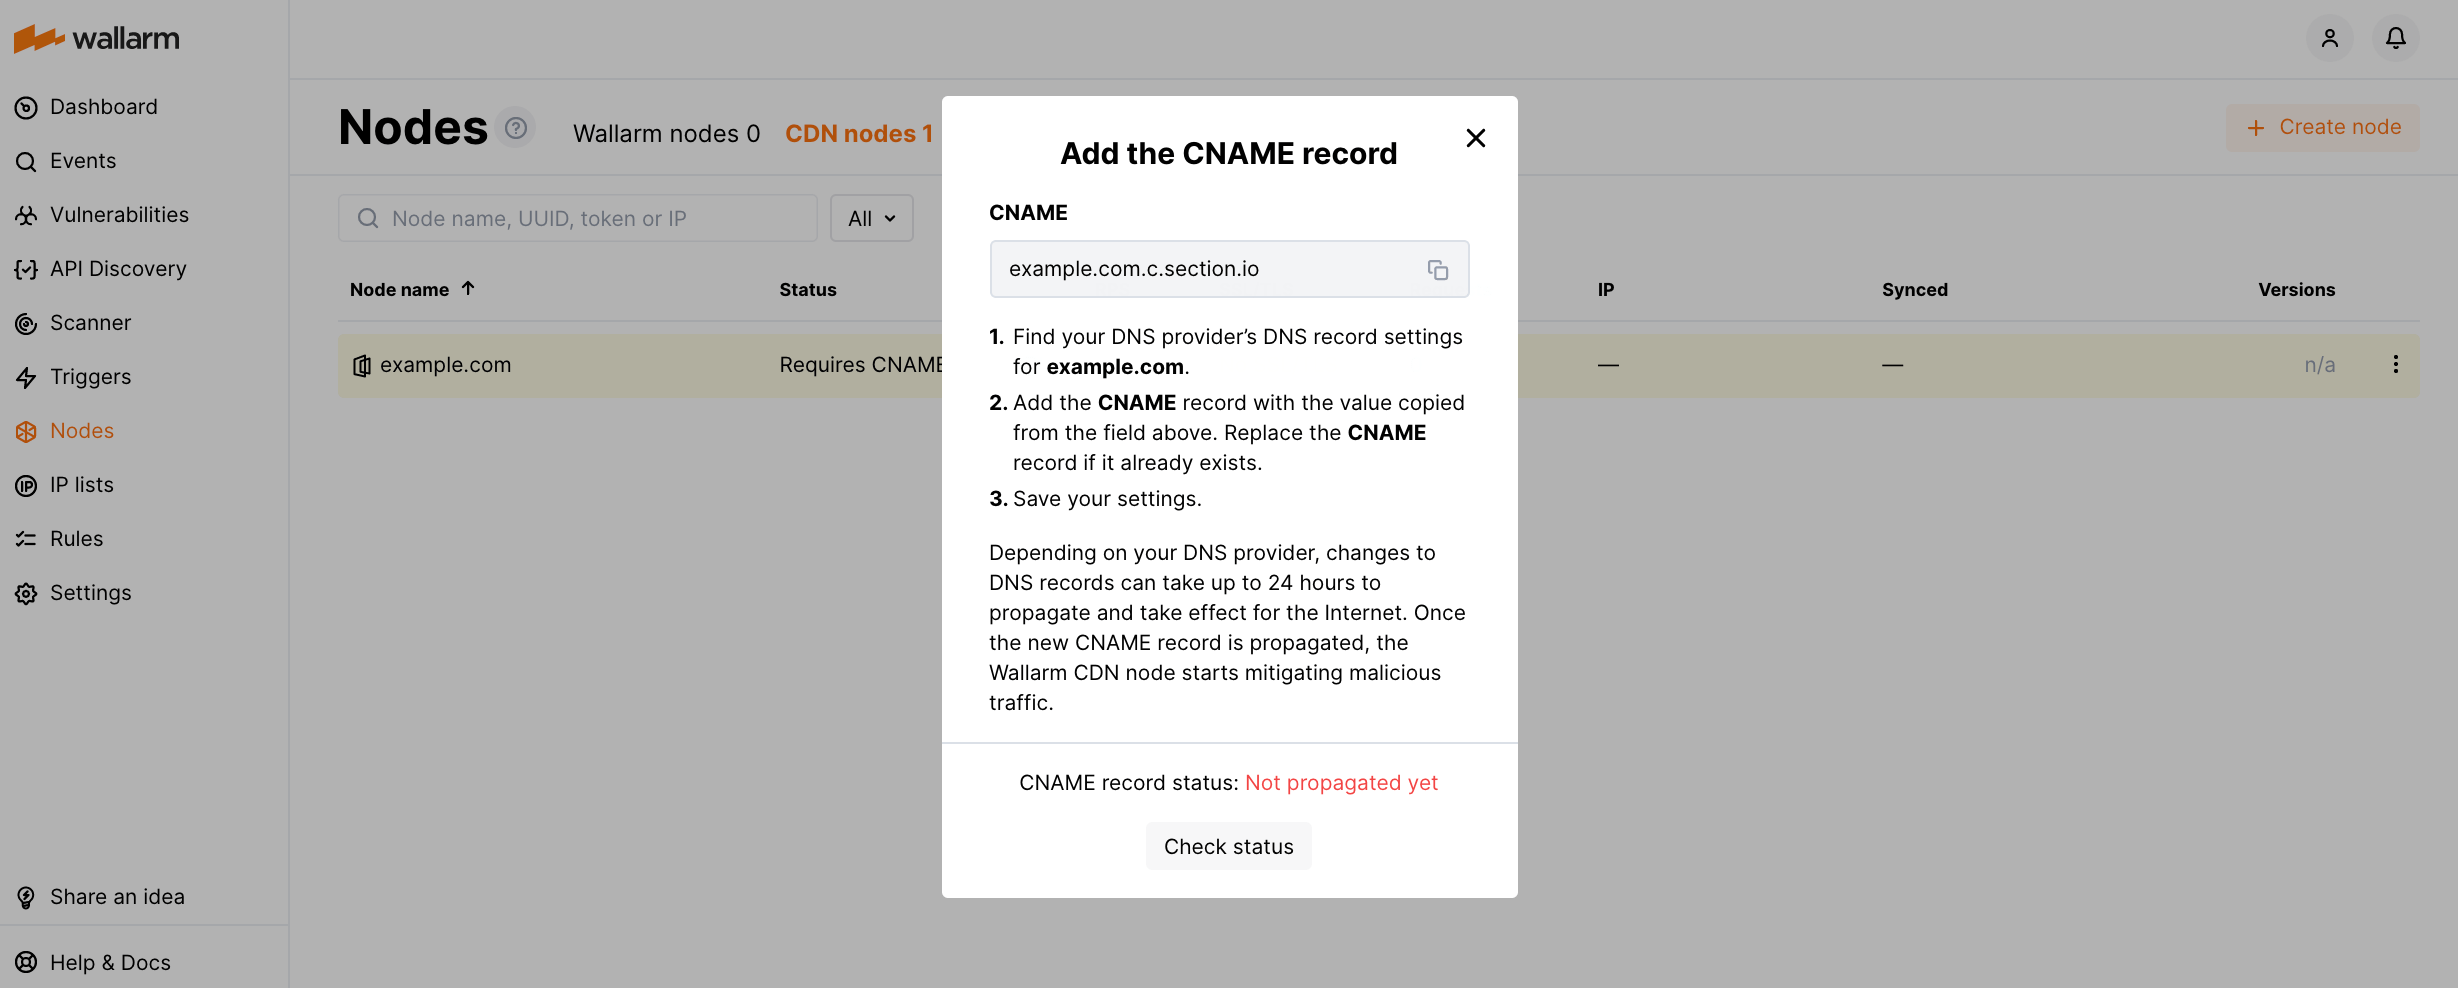 wallarm
Dashboard
Events
Vulnerabilities
API Discovery
Scanner
Triggers
Nodes
IP lists
Rules
Settings
Share an idea
Help & Docs
Nodes
Wallarm nodes 0
CDN nodes 1
+ Create node
Node name, UUID, token or IP
All
Node name ↑
Status
IP
Synced
Versions
example.com
Requires CNAME
—
—
n/a
Add the CNAME record
CNAME
example.com.c.section.io
1. Find your DNS provider’s DNS record settings
for example.com.
2. Add the CNAME record with the value copied
from the field above. Replace the CNAME
record if it already exists.
3. Save your settings.
Depending on your DNS provider, changes to
DNS records can take up to 24 hours to
propagate and take effect for the Internet. Once
the new CNAME record is propagated, the
Wallarm CDN node starts mitigating malicious
traffic.
CNAME record status: Not propagated yet
Check status